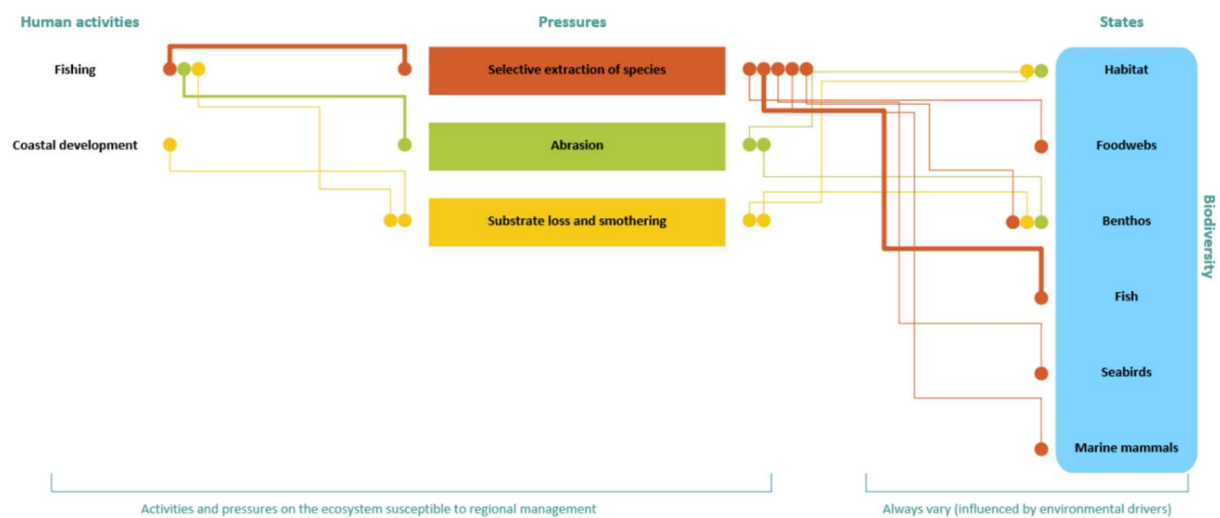 Human activities
Pressures
States
Fishing
Selective extraction of species
Habitat
Coastal development
Abrasion
Foodwebs
Substrate loss and smothering
Benthos
Biodiversity
Fish
Seabirds
Marine mammals
Activities and pressures on the ecosystem susceptible to regional management
Always vary (influenced by environmental drivers)